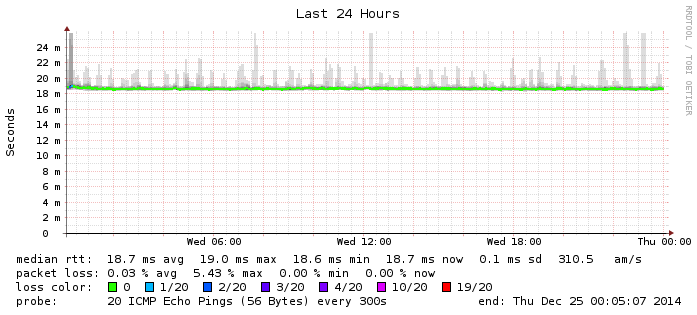 Last 24 Hours
RRDTOOL / TOBI OETIKER
Seconds
24 m
22 m
20 m
18 m
16 m
14 m
12 m
10 m
8 m
6 m
4 m
2 m
0
Wed 06:00 Wed 12:00 Wed 18:00 Thu 00:00
median rtt: 18.7 ms avg 19.0 ms max 18.6 ms min 18.7 ms now 0.1 ms sd 310.5 am/s
packet loss: 0.03 % avg 5.43 % max 0.00 % min 0.00 % now
loss color: 0 1/20 2/20 3/20 4/20 10/20 19/20
probe: 20 ICMP Echo Pings (56 Bytes) every 300s end: Thu Dec 25 00:05:07 2014